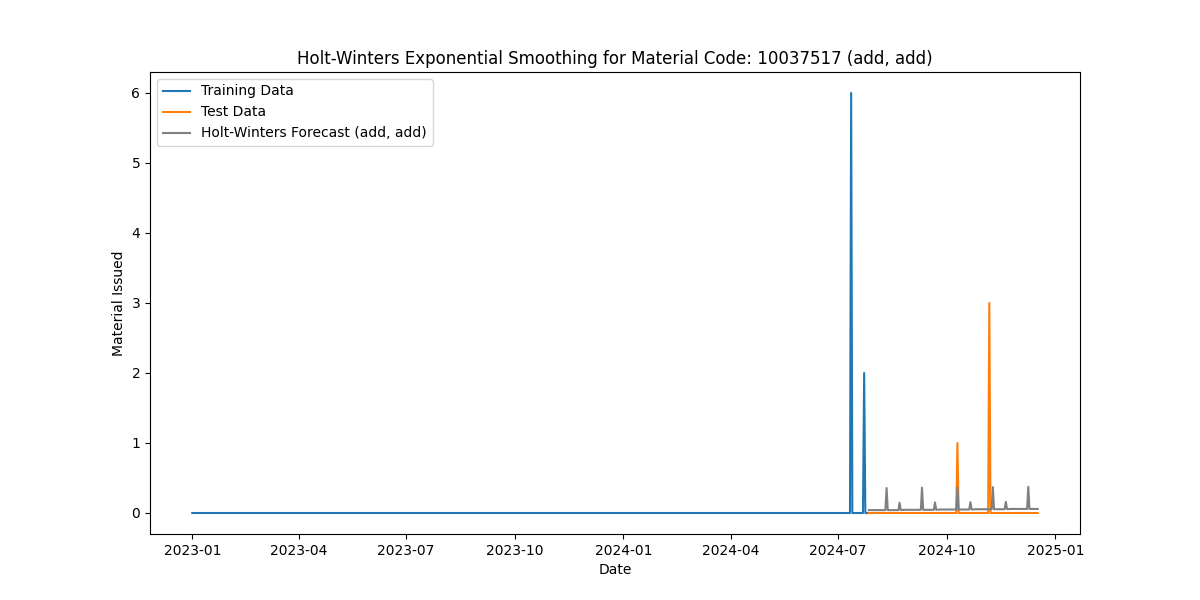 Holt-Winters Exponential Smoothing for Material Code: 10037517 (add, add)
Training Data
Test Data
Holt-Winters Forecast (add, add)
6
5
4
3
2
1
0
Material Issued
2023-01 2023-04 2023-07 2023-10 2024-01 2024-04 2024-07 2024-10 2025-01
Date